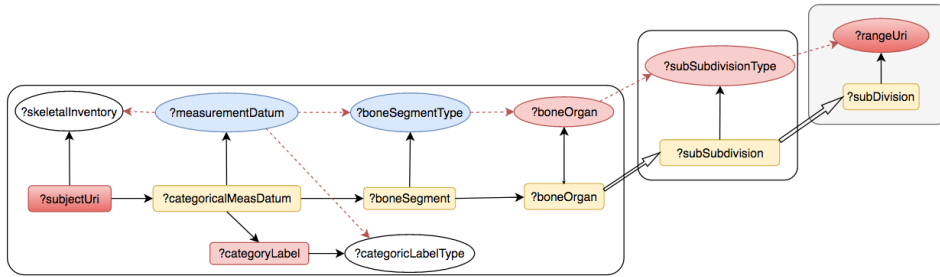 ?rangeUri
?subSubdivisionType
?subDivision
?skeletalInventory
?measurementDatum
?boneSegmentType
?boneOrgan
?subSubdivision
?subjectUri
?categoricalMeasDatum
?boneSegment
?boneOrgan
?categoryLabel
?categoricLabelType